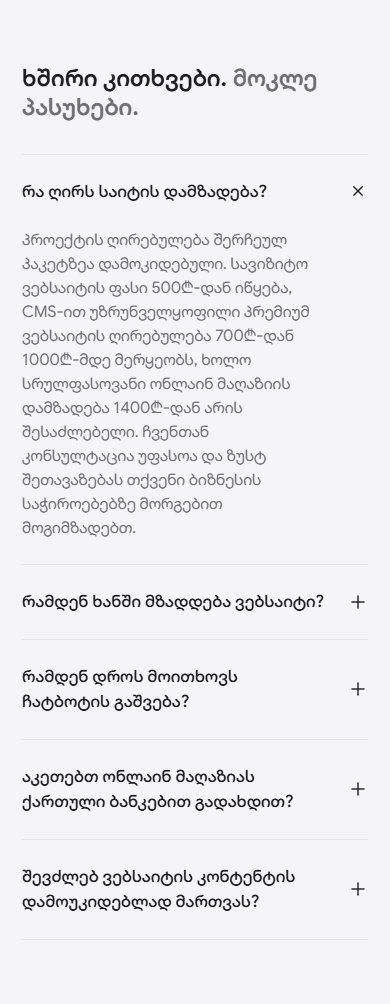 ხშირი კითხვები. მოკლე
პასუხები.
რა ღირს საიტის დამზადება?
პროექტის ღირებულება შერჩეულ
პაკეტზეა დამოკიდებული. სავიზიტო
ვებსაიტის ფასი 500₾-დან იწყება,
CMS-ით უზრუნველყოფილი პრემიუმ
ვებსაიტის ღირებულება 700₾-დან
1000₾-მდე მერყეობს, ხოლო
სრულფასოვანი ონლაინ მაღაზიის
დამზადება 1400₾-დან არის
შესაძლებელი. ჩვენთან
კონსულტაცია უფასოა და ზუსტ
შეთავაზებას თქვენი ბიზნესის
საჭიროებებზე მორგებით
მოგიმზადებთ.
რამდენ ხანში მზადდება ვებსაიტი?
რამდენ დროს მოითხოვს
ჩატბოტის გაშვება?
აკეთებთ ონლაინ მაღაზიას
ქართული ბანკებით გადახდით?
შევძლებ ვებსაიტის კონტენტის
დამოუკიდებლად მართვას?